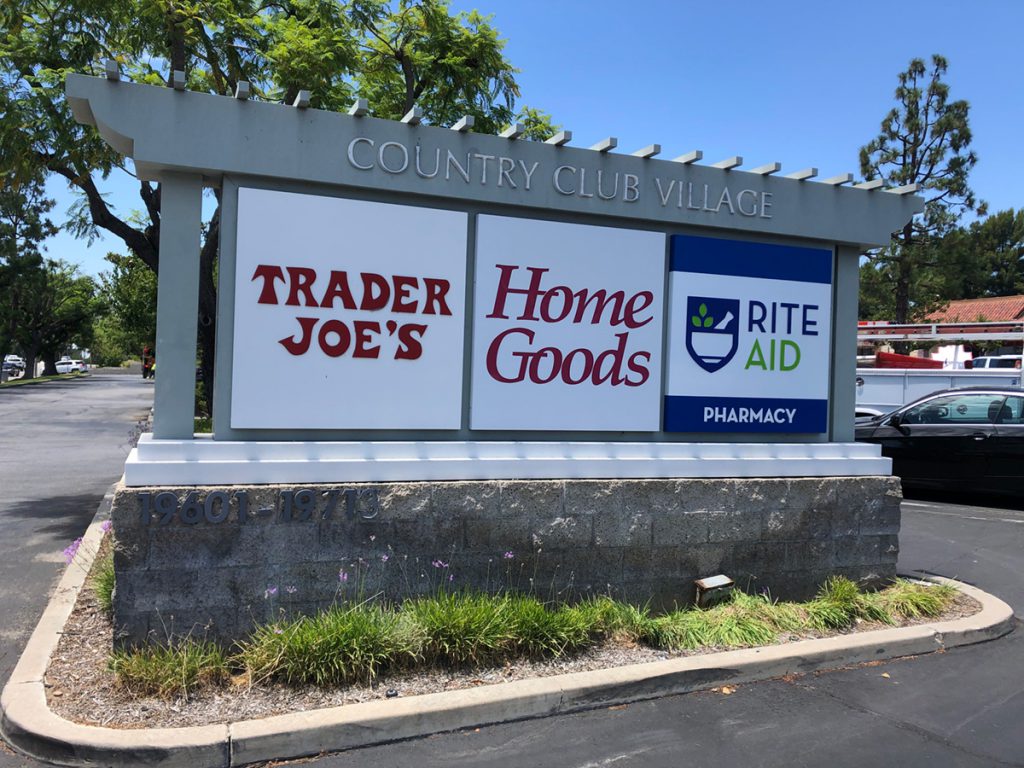 COUNTRY CLUB VILLAGE
TRADER
JOE'S
Home
Goods
RITE
AID
PHARMACY
19601-19713